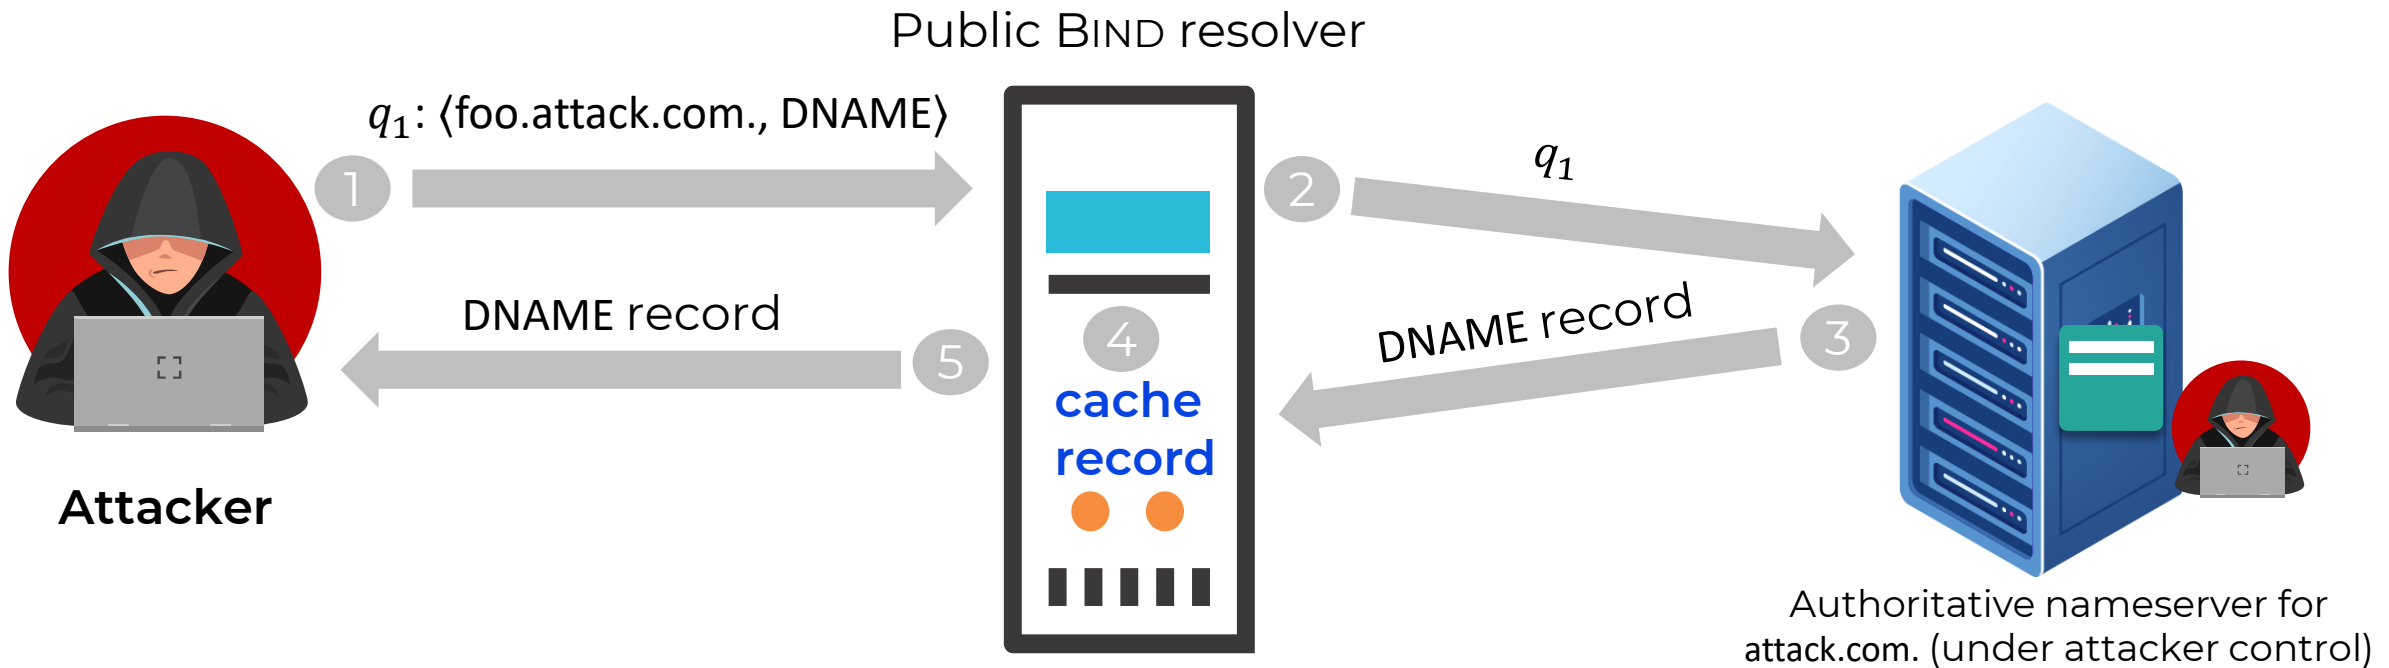 Public BIND resolver
q₁: ⟨foo.attack.com., DNAME⟩
1
2
q₁
DNAME record
5
4
DNAME record
3
cache
record
Attacker
Authoritative nameserver for
attack.com. (under attacker control)